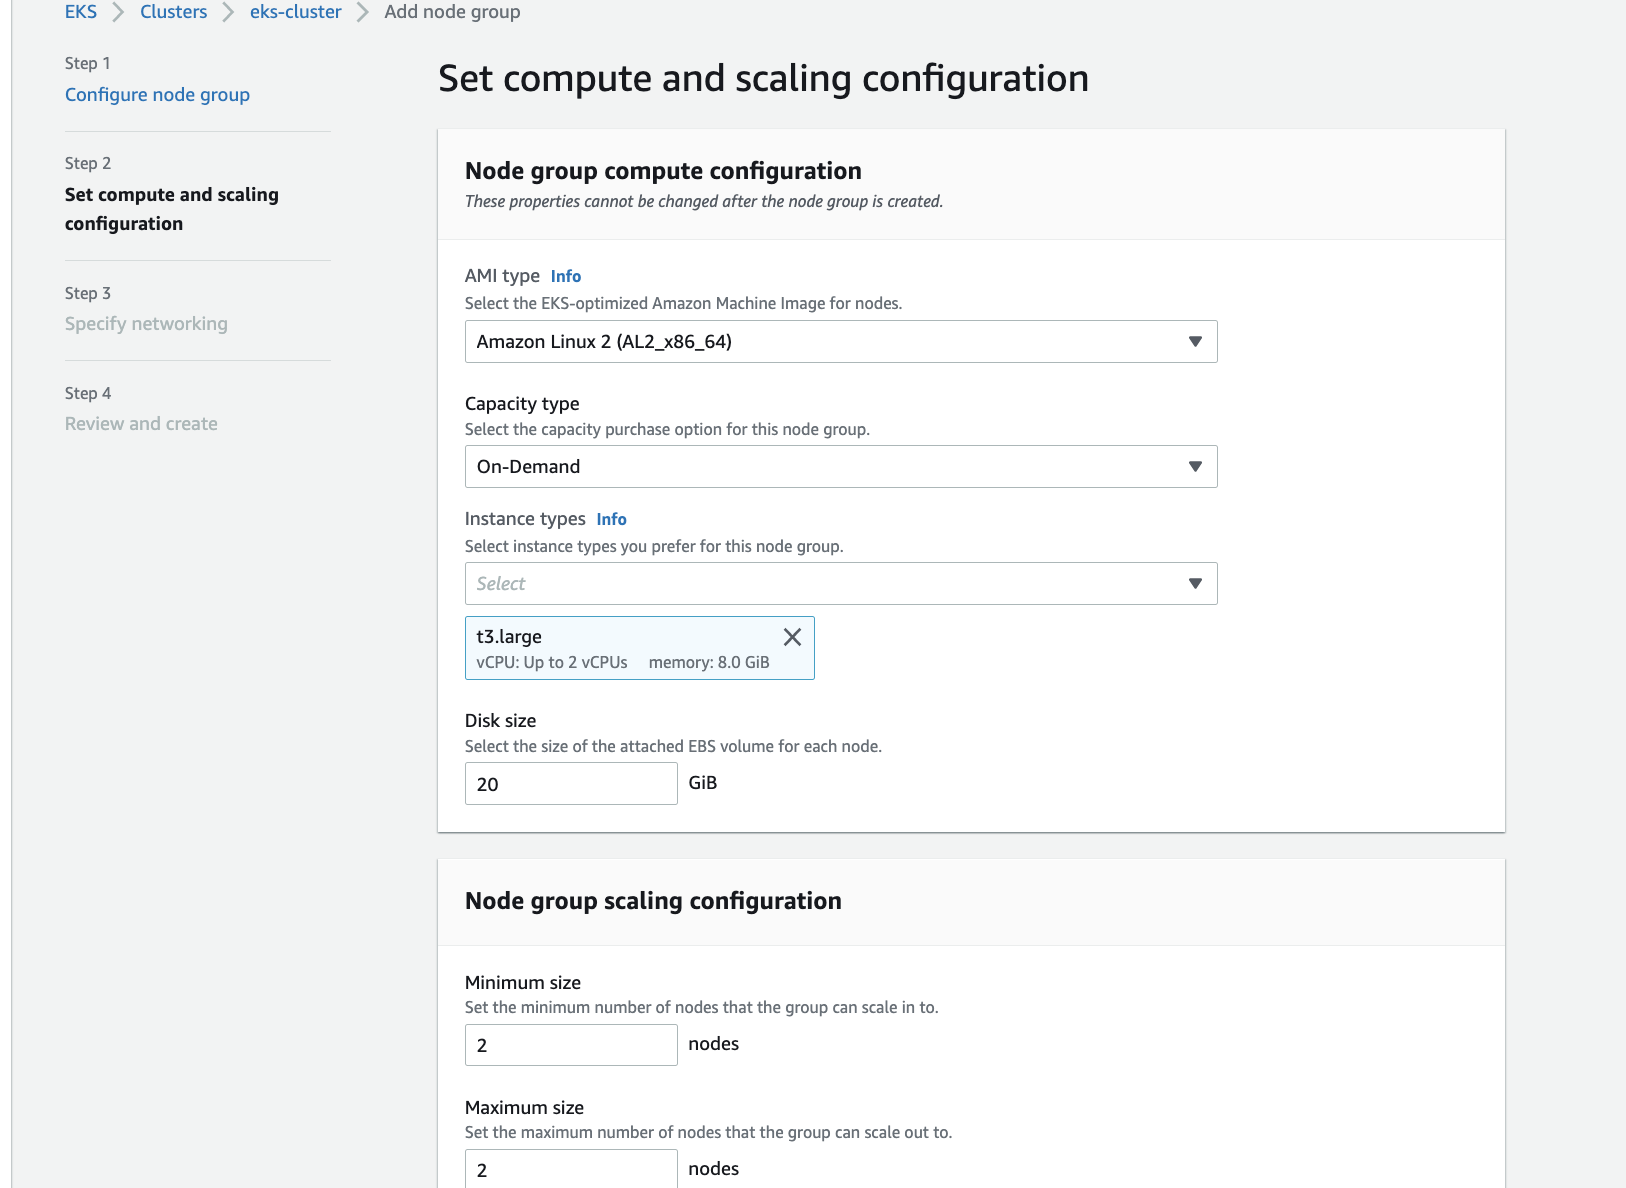 EKS > Clusters > eks-cluster > Add node group
Step 1
Configure node group
Step 2
Set compute and scaling
configuration
Step 3
Specify networking
Step 4
Review and create
Set compute and scaling configuration
Node group compute configuration
These properties cannot be changed after the node group is created.
AMI type Info
Select the EKS-optimized Amazon Machine Image for nodes.
Amazon Linux 2 (AL2_x86_64)
Capacity type
Select the capacity purchase option for this node group.
On-Demand
Instance types Info
Select instance types you prefer for this node group.
Select
t3.large
vCPU: Up to 2 vCPUs memory: 8.0 GiB
Disk size
Select the size of the attached EBS volume for each node.
20 GiB
Node group scaling configuration
Minimum size
Set the minimum number of nodes that the group can scale in to.
2 nodes
Maximum size
Set the maximum number of nodes that the group can scale out to.
2 nodes